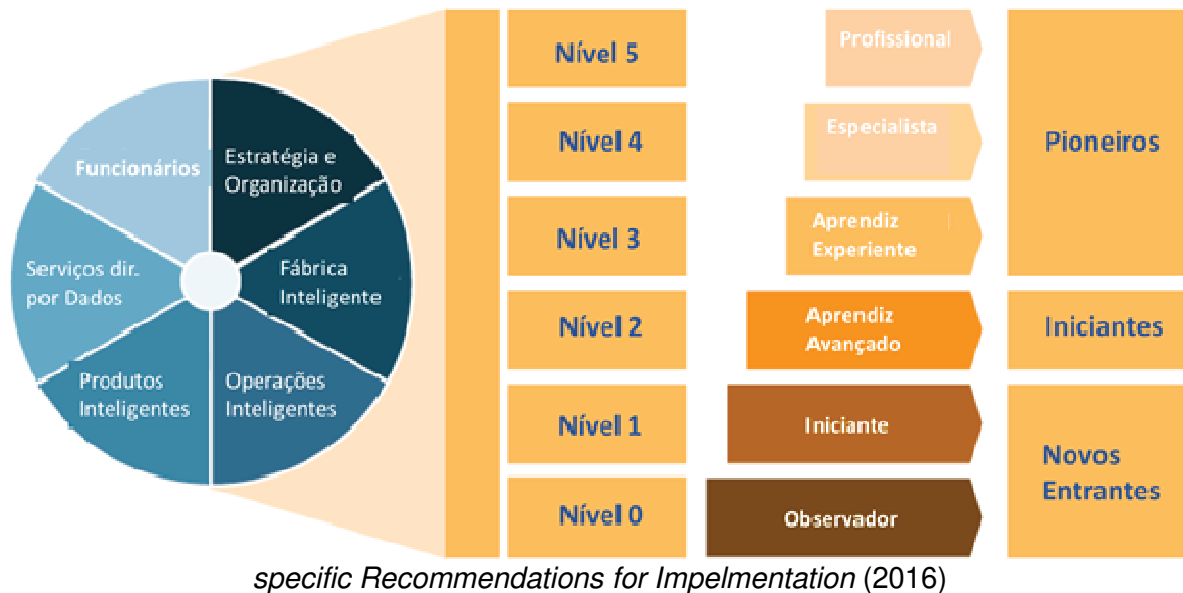 Funcionários
Estratégia e
Organização
Serviços dir.
por Dados
Fábrica
Inteligente
Produtos
Inteligentes
Operações
Inteligentes
Nível 5
Profissional
Nível 4
Especialista
Pioneiros
Nível 3
Aprendiz
Experiente
Nível 2
Aprendiz
Avançado
Iniciantes
Nível 1
Iniciante
Novos
Entrantes
Nível 0
Observador
specific Recommendations for Impelmentation (2016)